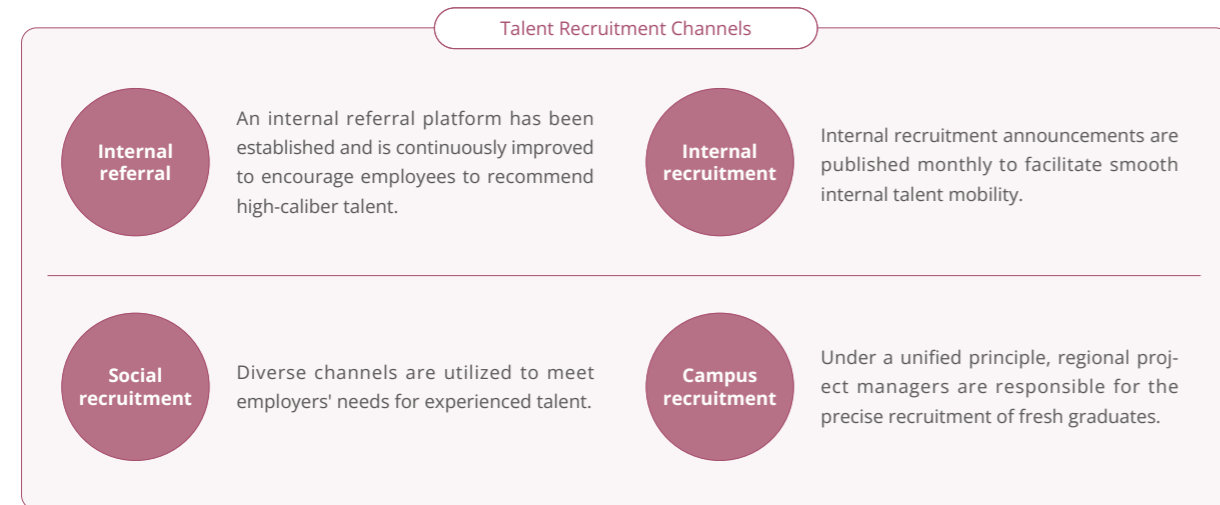 Talent Recruitment Channels
Internal
referral
An internal referral platform has been
established and is continuously improved
to encourage employees to recommend
high-caliber talent.
Internal
recruitment
Internal recruitment announcements are
published monthly to facilitate smooth
internal talent mobility.
Social
recruitment
Diverse channels are utilized to meet
employers' needs for experienced talent.
Campus
recruitment
Under a unified principle, regional proj-
ect managers are responsible for the
precise recruitment of fresh graduates.